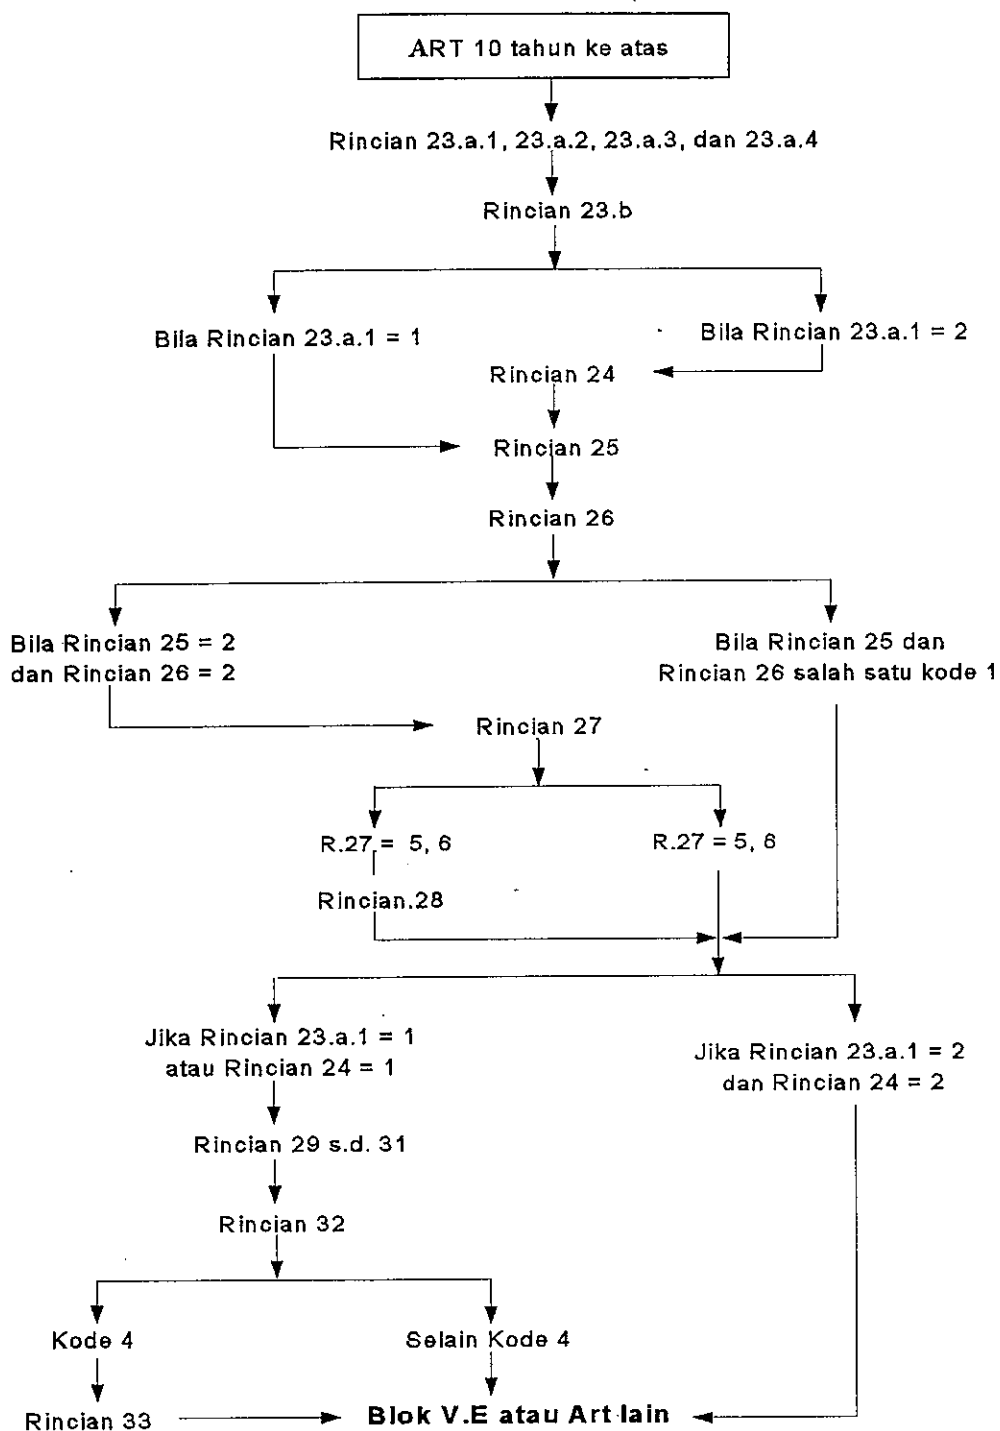 ART 10 tahun ke atas
Rincian 23.a.1, 23.a.2, 23.a.3, dan 23.a.4
Rincian 23.b
Bila Rincian 23.a.1 = 1
Bila Rincian 23.a.1 = 2
Rincian 24
Rincian 25
Rincian 26
Bila Rincian 25 = 2
dan Rincian 26 = 2
Bila Rincian 25 dan
Rincian 26 salah satu kode 1
Rincian 27
R.27 = 5, 6
R.27 = 5, 6
Rincian.28
Jika Rincian 23.a.1 = 1
atau Rincian 24 = 1
Jika Rincian 23.a.1 = 2
dan Rincian 24 = 2
Rincian 29 s.d. 31
Rincian 32
Kode 4
Selain Kode 4
Rincian 33
Blok V.E atau Art lain